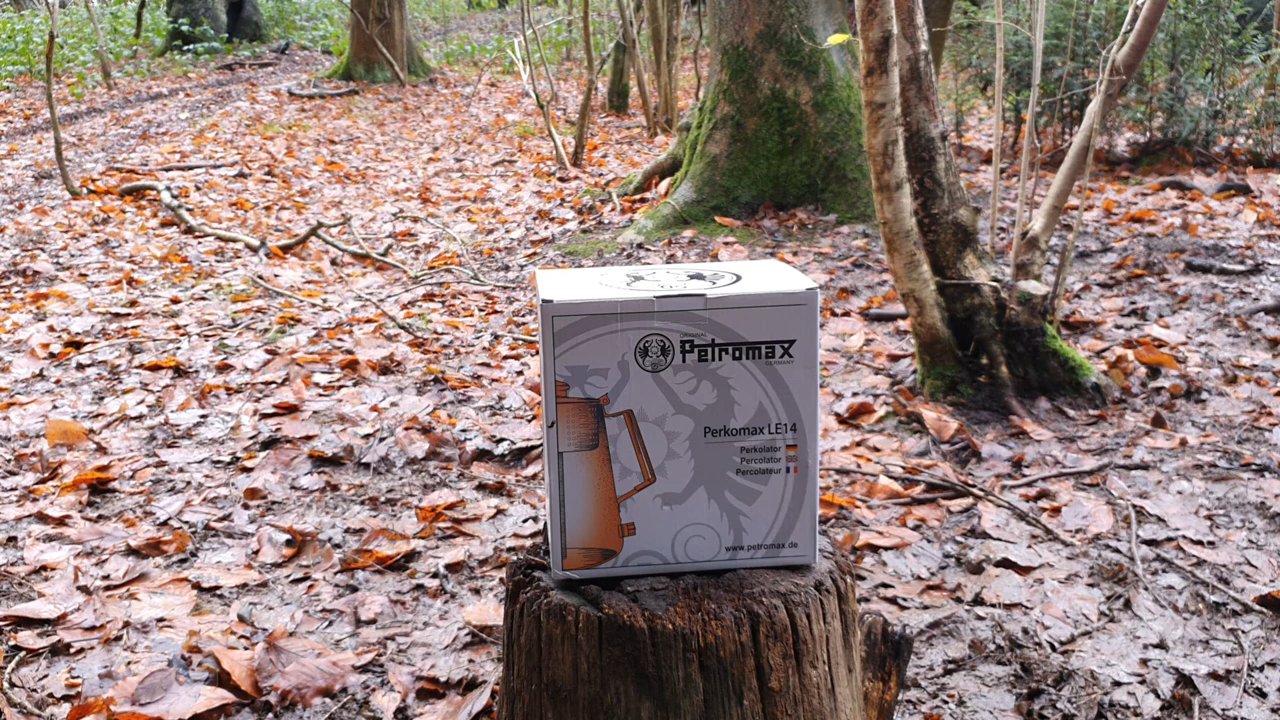 ORIGINAL
Petromax
GERMANY
Perkomax LE14
Perkolator
Percolator
Percolateur
www.petromax.de